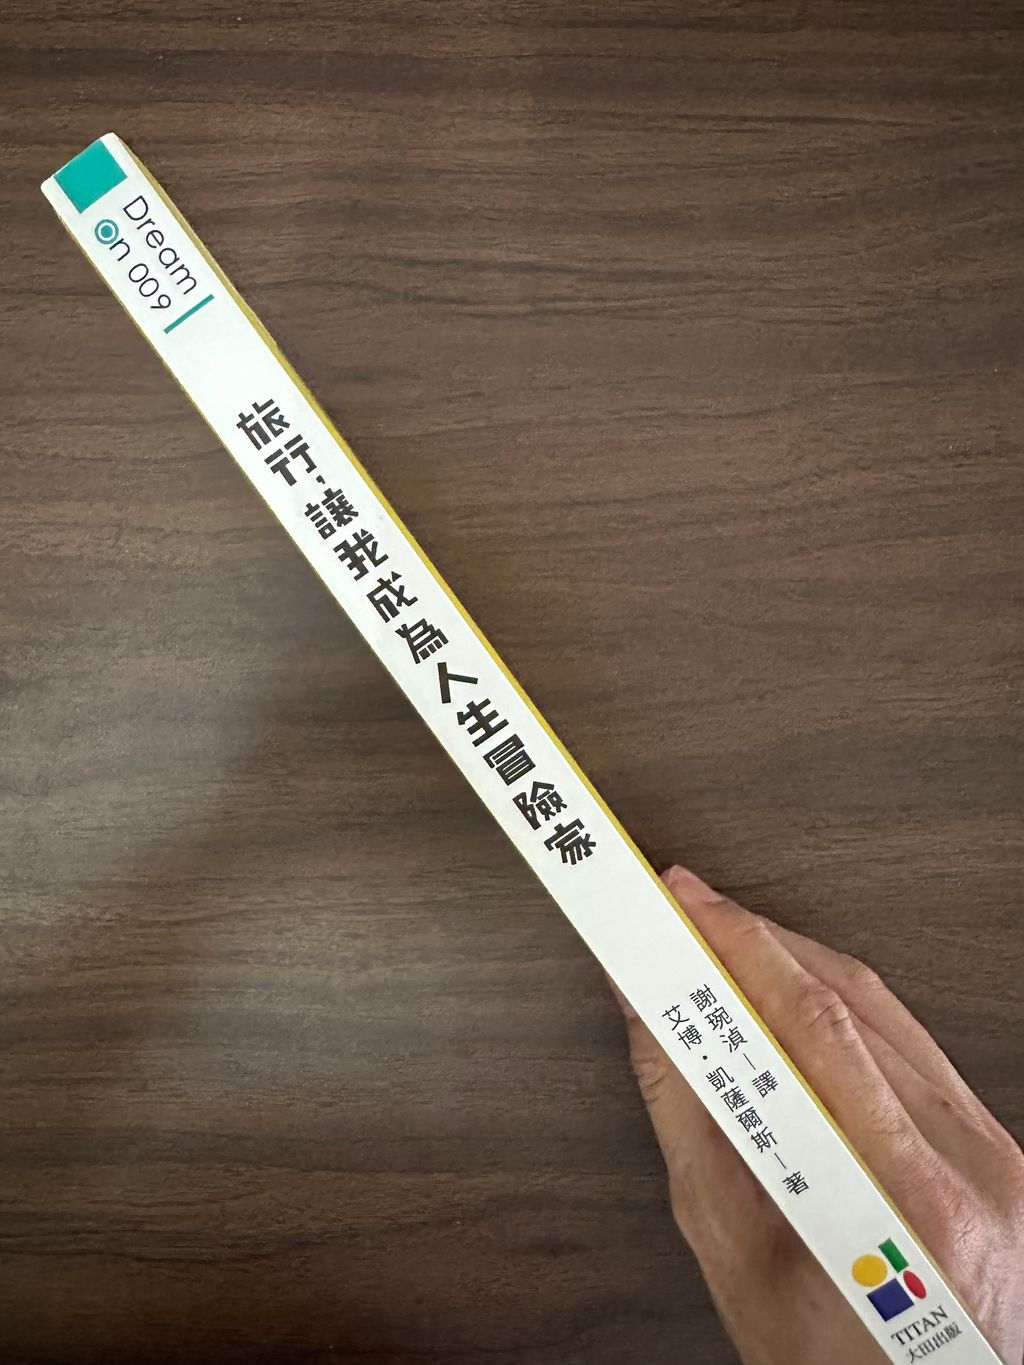 Dream
On 009
旅行,讓我成為人生冒險家
謝琬湞—譯
艾博・凱薩爾斯—著
TITAN
大田出版